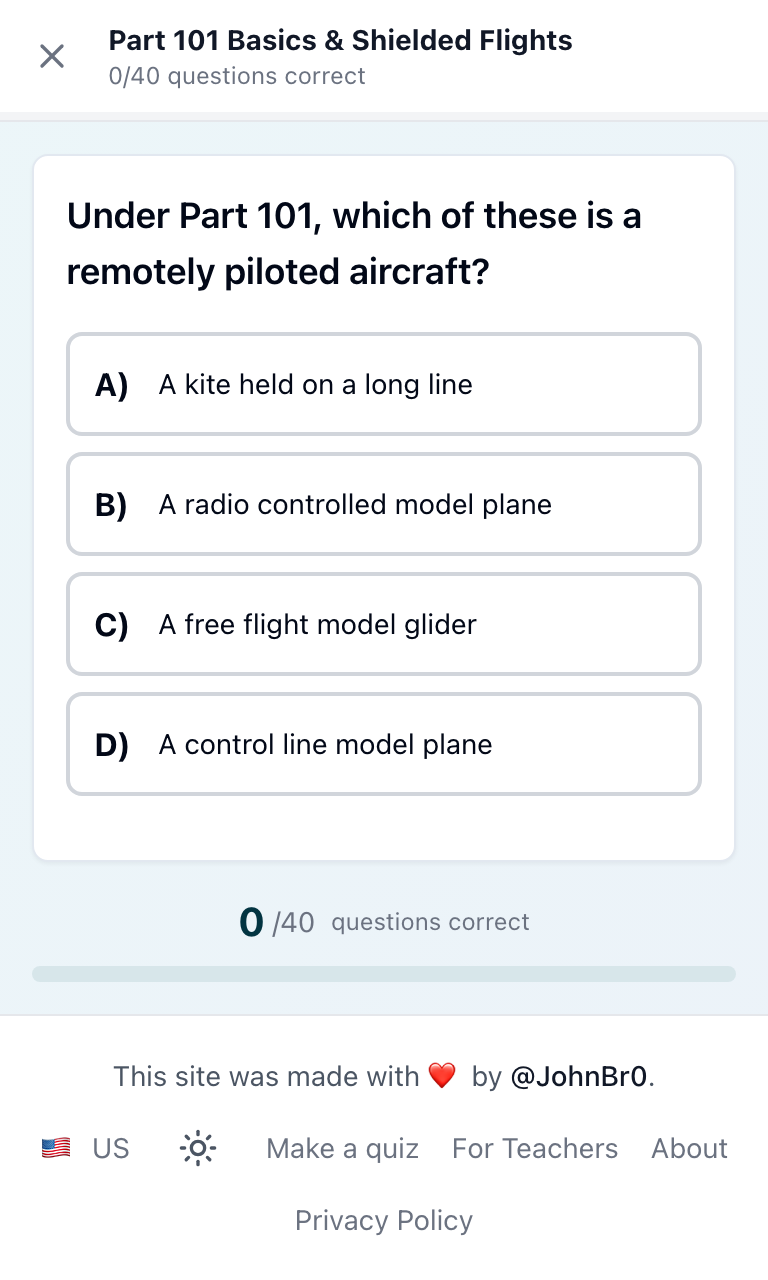 Part 101 Basics & Shielded Flights
0/40 questions correct
Under Part 101, which of these is a
remotely piloted aircraft?
A) A kite held on a long line
B) A radio controlled model plane
C) A free flight model glider
D) A control line model plane
0 /40 questions correct
This site was made with ❤️ by @JohnBr0.
🇺🇸 US Make a quiz For Teachers About
Privacy Policy